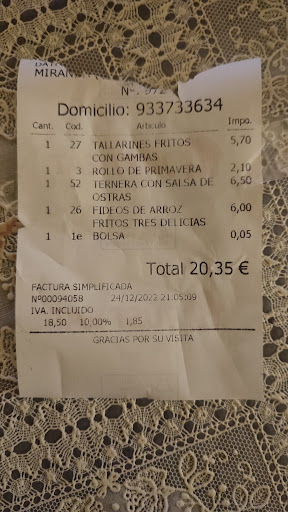 MIRAN
Nº. 972
Domicilio: 933733634
Cant. Cod. Articulo Impo.
1 27 TALLARINES FRITOS 5,70
CON GAMBAS
1 3 ROLLO DE PRIMAVERA 2,10
1 52 TERNERA CON SALSA DE 6,50
OSTRAS
1 26 FIDEOS DE ARROZ 6,00
FRITOS TRES DELICIAS
1 1e BOLSA 0,05
Total 20,35 €
FACTURA SIMPLIFICADA
Nº00094058 24/12/2022 21:05:09
IVA. INCLUIDO
18,50 10,00% 1,85
GRACIAS POR SU VISITA